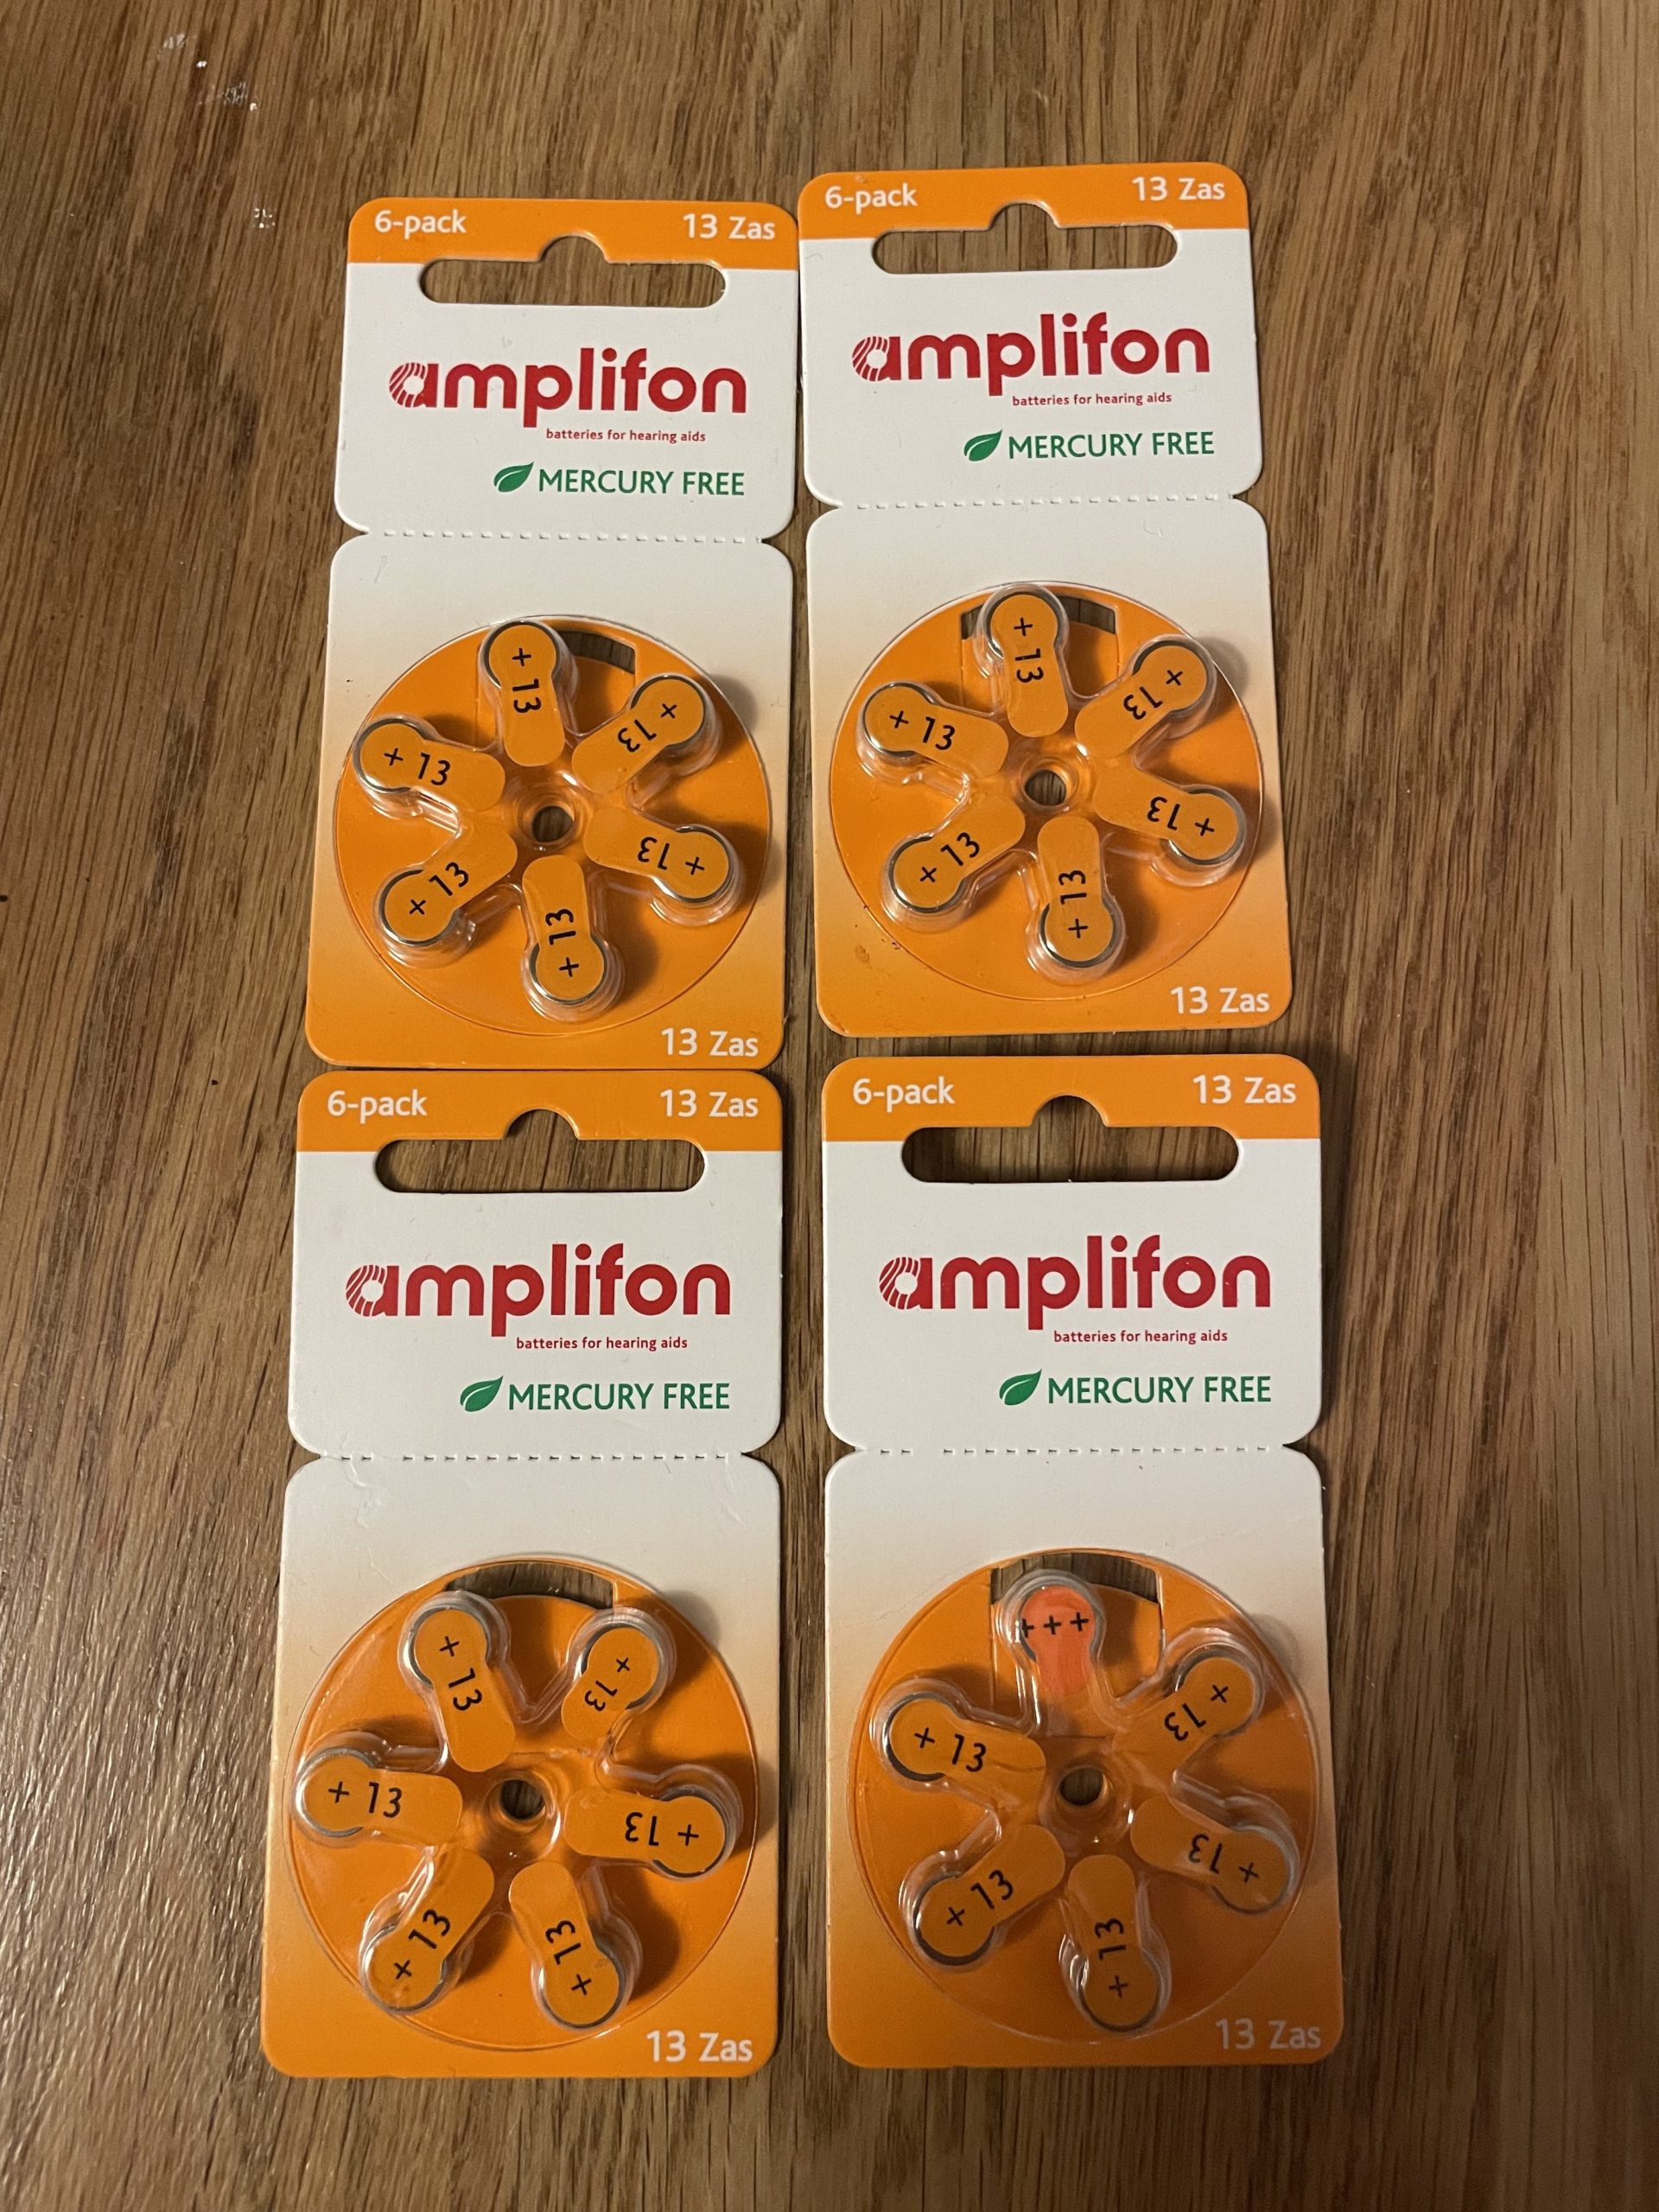 6-pack 13 Zas
amplifon
batteries for hearing aids
MERCURY FREE
+ 13
+ 13
+ 13
+ 13
+ 13
+ 13
13 Zas
6-pack 13 Zas
amplifon
batteries for hearing aids
MERCURY FREE
+ 13
+ 13
+ 13
+ 13
+ 13
+ 13
13 Zas
6-pack 13 Zas
amplifon
batteries for hearing aids
MERCURY FREE
+ 13
+ 13
+ 13
+ 13
+ 13
+ 13
13 Zas
6-pack 13 Zas
amplifon
batteries for hearing aids
MERCURY FREE
+++
+ 13
+ 13
+ 13
+ 13
+ 13
13 Zas